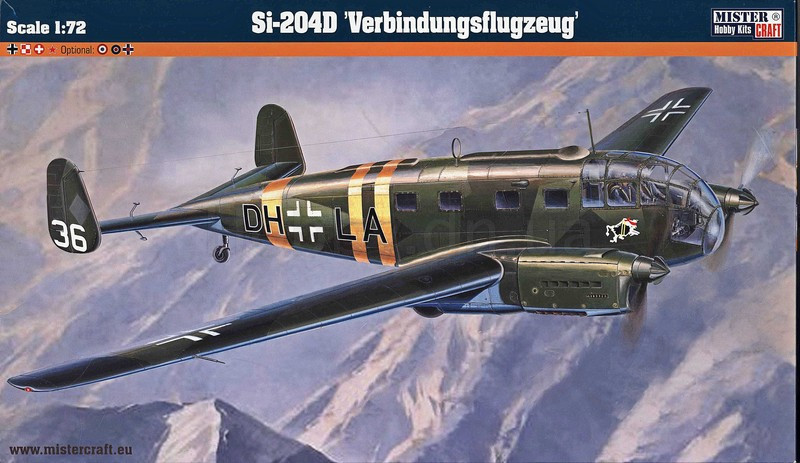 Scale 1:72
Si-204D 'Verbindungsflugzeug'
MISTER ®
Hobby Kits CRAFT
Optional:
36
DH LA
www.mistercraft.eu